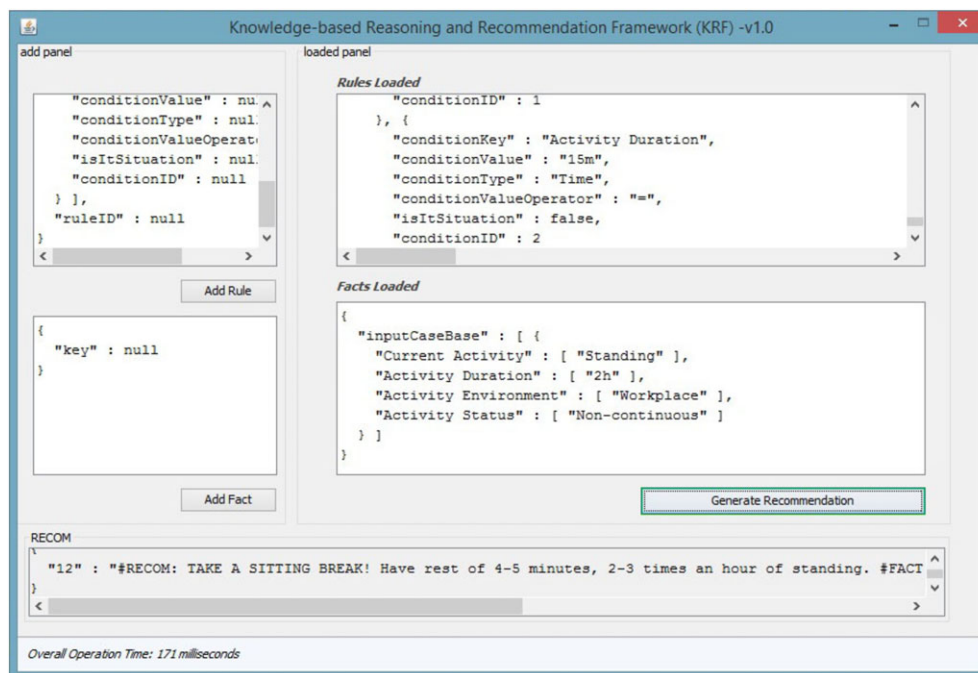 Knowledge-based Reasoning and Recommendation Framework (KRF) -v1.0
add panel
"conditionValue" : nu
"conditionType" : nul
"conditionValueOperat
"isItSituation" : nul
"conditionID" : null
} ],
"ruleID" : null
}
Add Rule
{
"key" : null
}
Add Fact
loaded panel
Rules Loaded
"conditionID" : 1
}, {
"conditionKey" : "Activity Duration",
"conditionValue" : "15m",
"conditionType" : "Time",
"conditionValueOperator" : "=",
"isItSituation" : false,
"conditionID" : 2
Facts Loaded
{
"inputCaseBase" : [ {
"Current Activity" : [ "Standing" ],
"Activity Duration" : [ "2h" ],
"Activity Environment" : [ "Workplace" ],
"Activity Status" : [ "Non-continuous" ]
} ]
}
Generate Recommendation
RECOM
{
"12" : "#RECOM: TAKE A SITTING BREAK! Have rest of 4-5 minutes, 2-3 times an hour of standing. #FACT
}
Overall Operation Time: 171 milliseconds